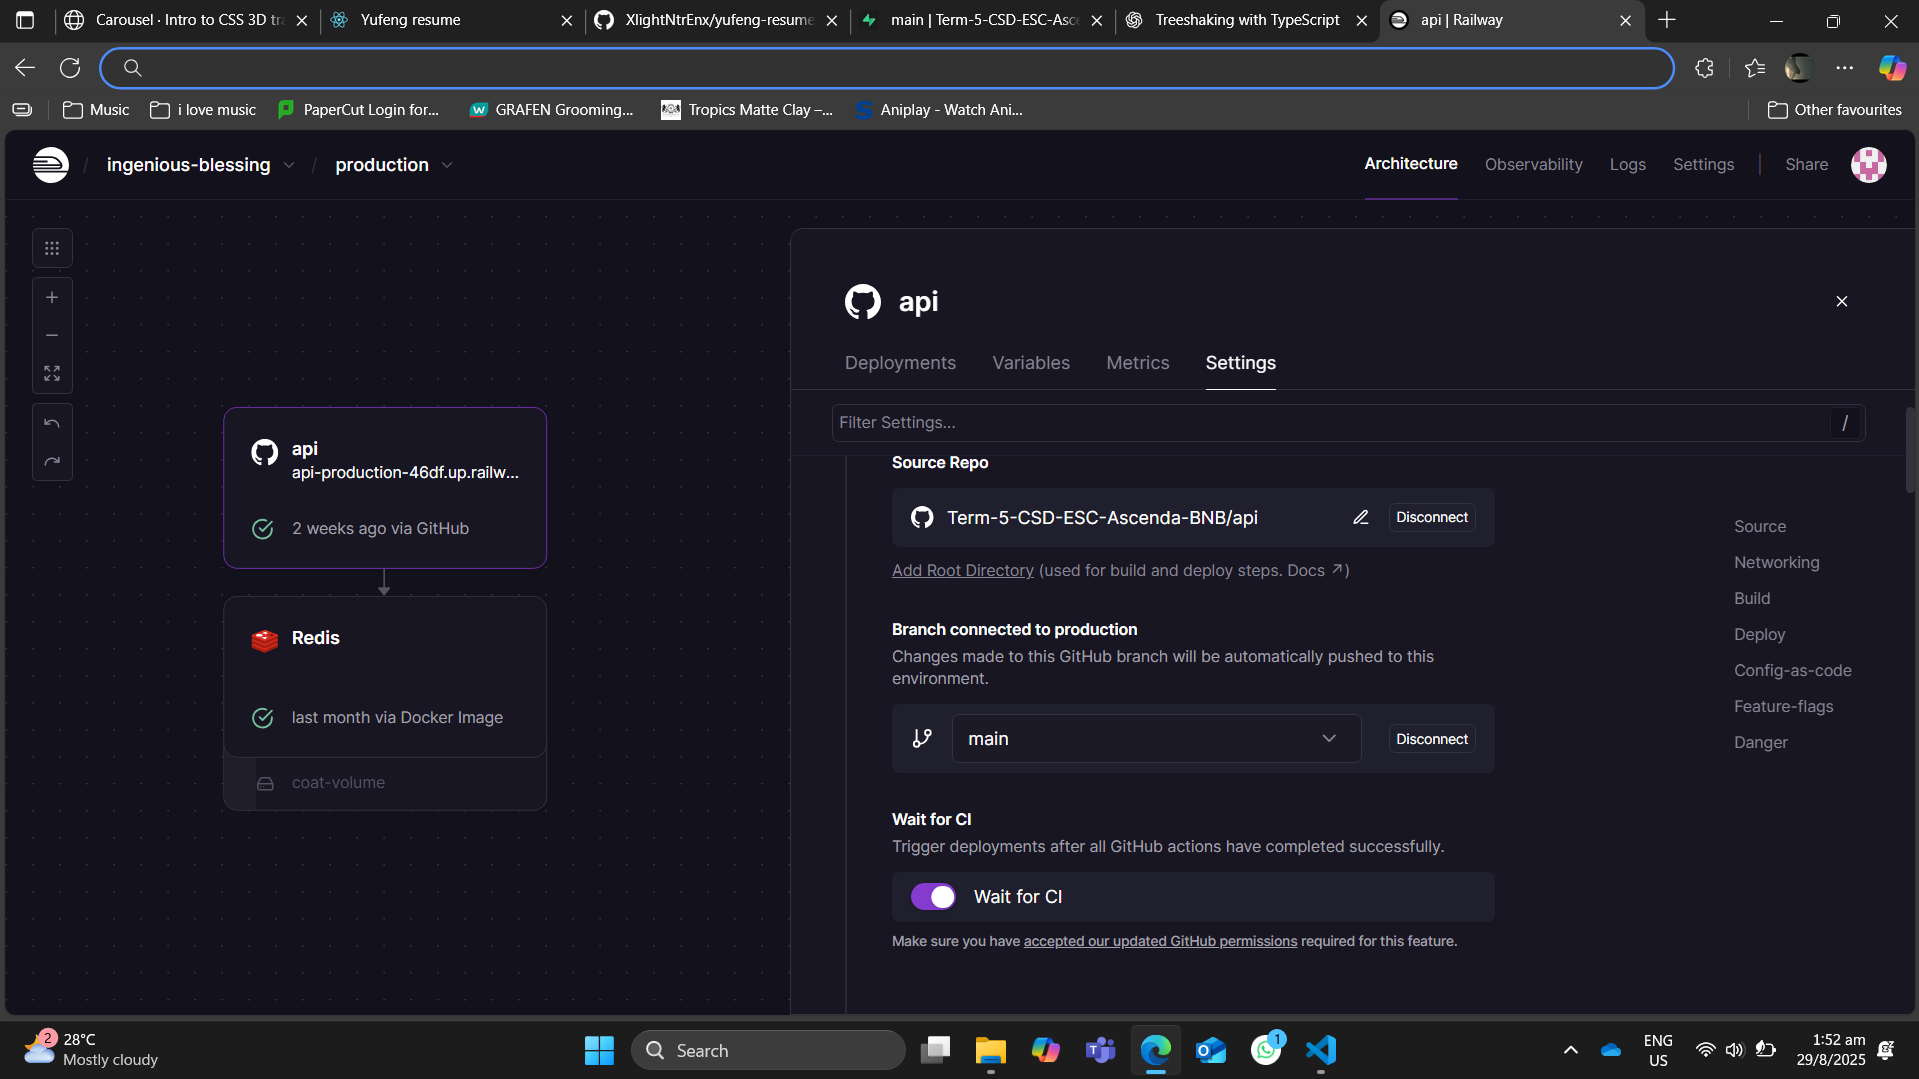 Carousel · Intro to CSS 3D tra
Yufeng resume
XlightNtrEnx/yufeng-resume
main | Term-5-CSD-ESC-Asce
Treeshaking with TypeScript
api | Railway
Music
i love music
PaperCut Login for...
GRAFEN Grooming...
Tropics Matte Clay –...
Aniplay - Watch Ani...
Other favourites
/ ingenious-blessing / production
Architecture
Observability
Logs
Settings
Share
api
Deployments
Variables
Metrics
Settings
Filter Settings...
/
api
api-production-46df.up.railw...
2 weeks ago via GitHub
Redis
last month via Docker Image
coat-volume
Source Repo
Term-5-CSD-ESC-Ascenda-BNB/api
Disconnect
Add Root Directory (used for build and deploy steps. Docs ↗)
Branch connected to production
Changes made to this GitHub branch will be automatically pushed to this
environment.
main
Disconnect
Wait for CI
Trigger deployments after all GitHub actions have completed successfully.
Wait for CI
Make sure you have accepted our updated GitHub permissions required for this feature.
Source
Networking
Build
Deploy
Config-as-code
Feature-flags
Danger
2
28°C
Mostly cloudy
Search
1
ENG
US
1:52 am
29/8/2025